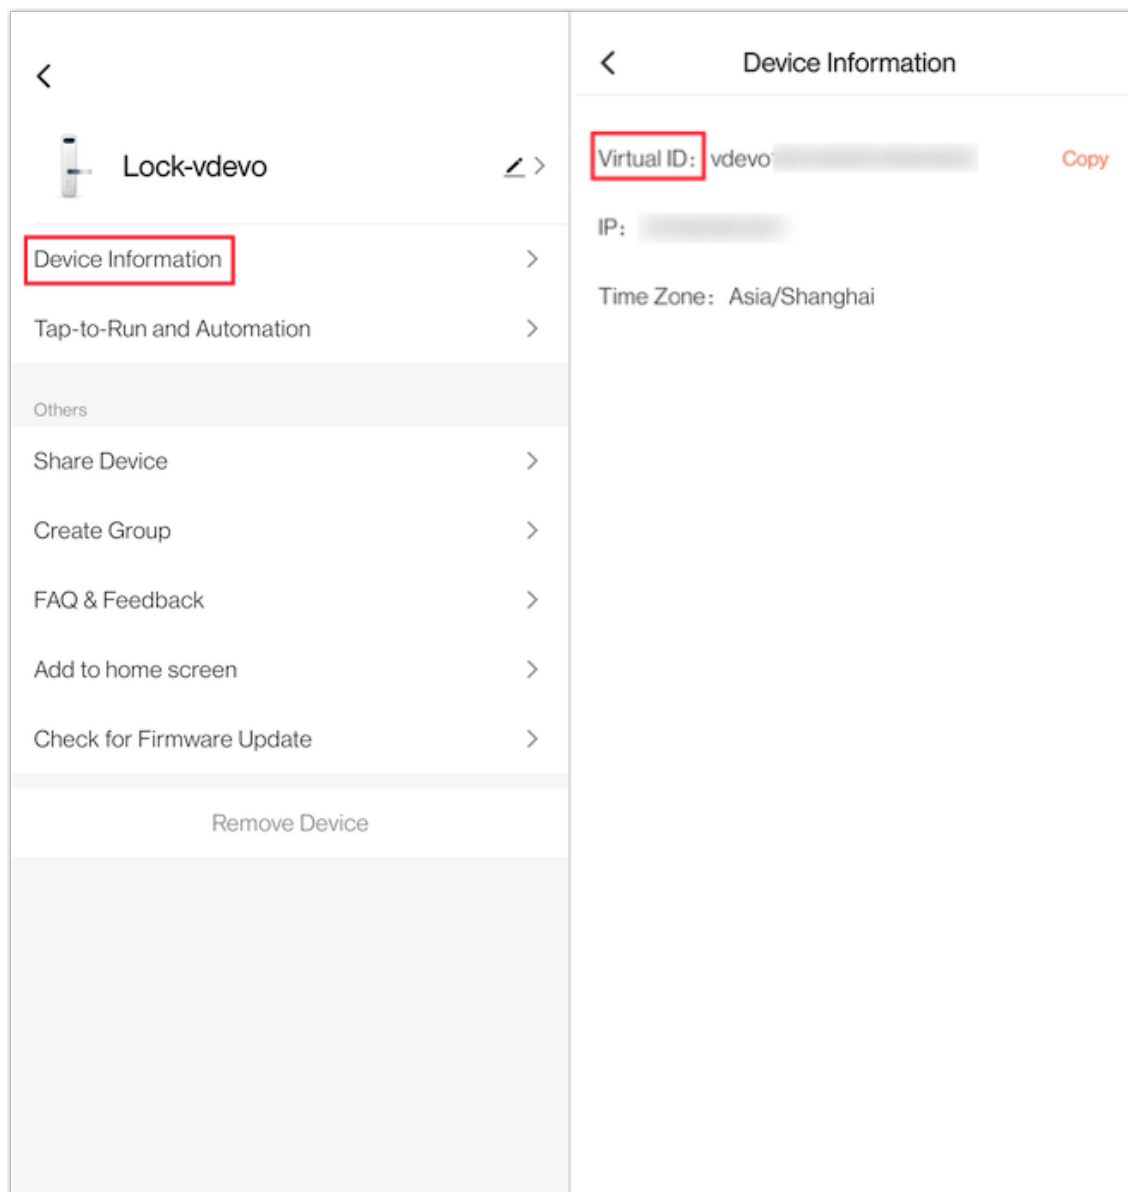 Lock-vdevo
Device Information
Tap-to-Run and Automation
Others
Share Device
Create Group
FAQ & Feedback
Add to home screen
Check for Firmware Update
Remove Device
Device Information
Virtual ID： vdevo Copy
IP：
Time Zone： Asia/Shanghai